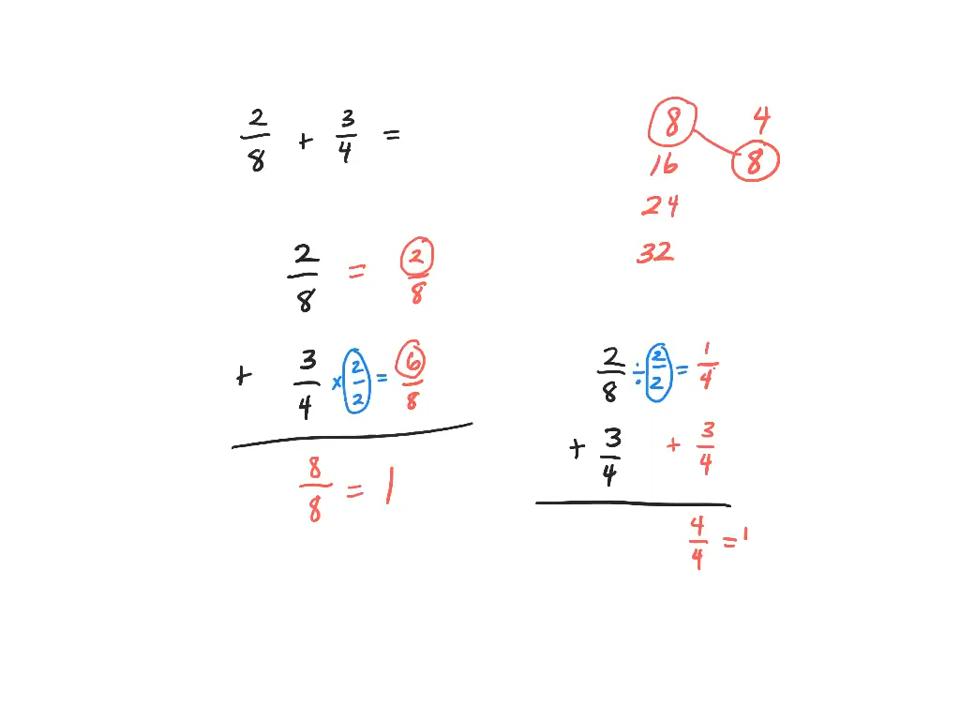 2/8 + 3/4 =
8 4
16 8
24
32
2/8 = 2/8
+ 3/4 × 2/2 = 6/8
8/8 = 1
2/8 ÷ 2/2 = 1/4
+ 3/4 + 3/4
4/4 = 1